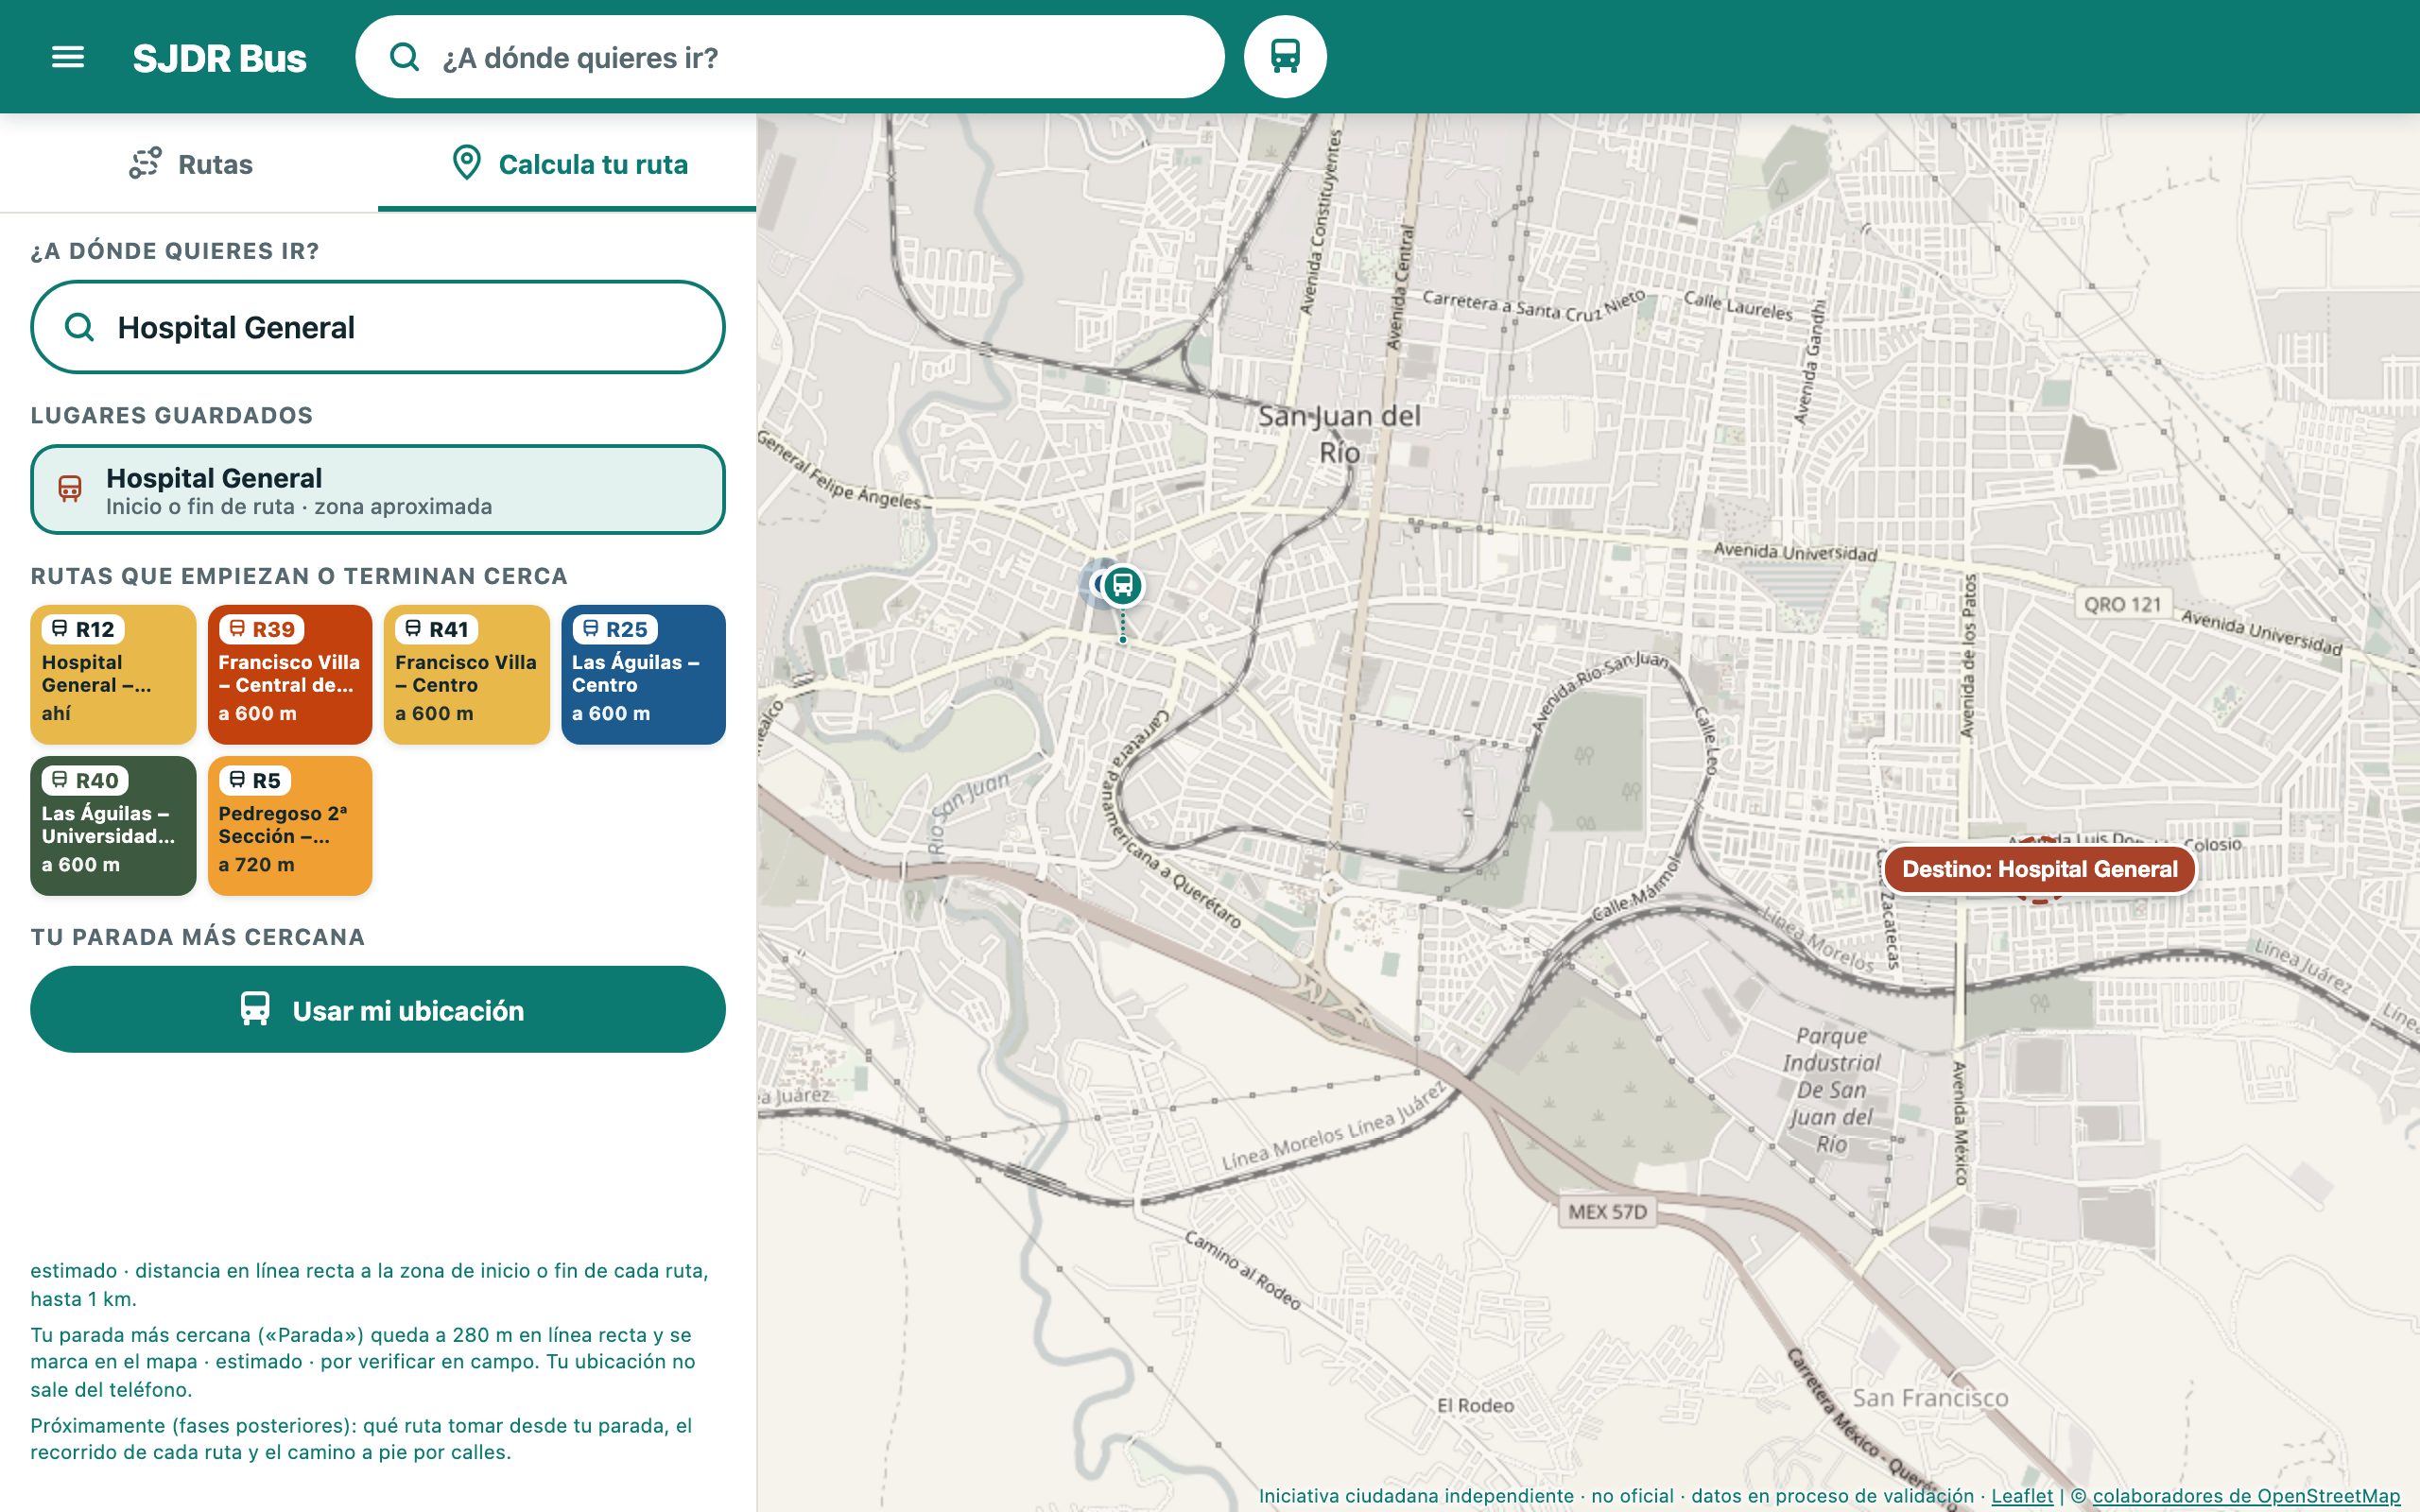 SJDR Bus
¿A dónde quieres ir?
Rutas
Calcula tu ruta
¿A DÓNDE QUIERES IR?
Hospital General
LUGARES GUARDADOS
Hospital General
Inicio o fin de ruta · zona aproximada
RUTAS QUE EMPIEZAN O TERMINAN CERCA
R12
Hospital
General –...
ahí
R39
Francisco Villa
– Central de...
a 600 m
R41
Francisco Villa
– Centro
a 600 m
R25
Las Águilas –
Centro
a 600 m
R40
Las Águilas –
Universidad...
a 600 m
R5
Pedregoso 2ª
Sección –...
a 720 m
TU PARADA MÁS CERCANA
Usar mi ubicación
estimado · distancia en línea recta a la zona de inicio o fin de cada ruta,
hasta 1 km.
Tu parada más cercana («Parada») queda a 280 m en línea recta y se
marca en el mapa · estimado · por verificar en campo. Tu ubicación no
sale del teléfono.
Próximamente (fases posteriores): qué ruta tomar desde tu parada, el
recorrido de cada ruta y el camino a pie por calles.
Avenida Constituyentes
Avenida Central
Carretera a Santa Cruz Nieto
Calle Laureles
Avenida Gandhi
San Juan del
Río
General Felipe Ángeles
Avenida Universidad
Avenida de los Patos
QRO 121
Avenida Universidad
Avenida Río San Juan
Calle Leo
Carretera Panamericana a Querétaro
Río San Juan
Colosio
Destino: Hospital General
Zacatecas
Calle Mármol
Línea Morelos
Línea Juárez
Línea
Parque
Industrial
De San
Juan del
Río
Avenida México
Juárez
Línea Morelos Línea Juárez
MEX 57D
Camino al Rodeo
El Rodeo
San Francisco
Carretera México - Querétaro
Iniciativa ciudadana independiente · no oficial · datos en proceso de validación · Leaflet | © colaboradores de OpenStreetMap